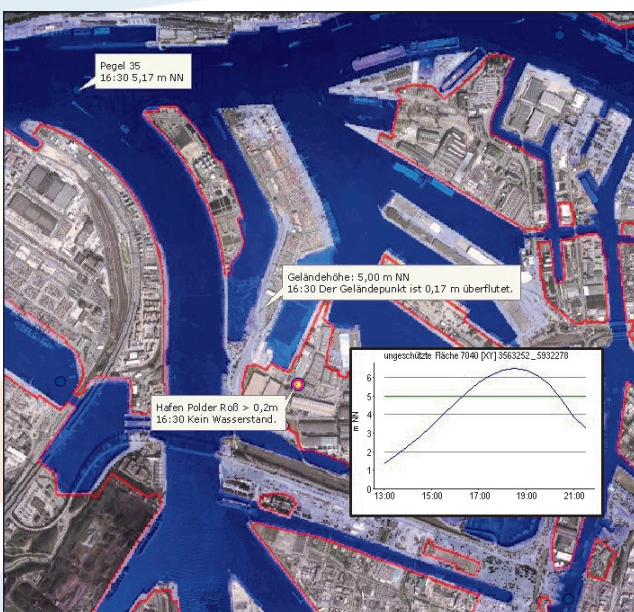 Pegel 35
16:30 5,17 m NN
Geländehöhe: 5,00 m NN
16:30 Der Geländepunkt ist 0,17 m überflutet.
Hafen Polder Roß > 0,2m
16:30 Kein Wasserstand.
ungeschützte Fläche 7040 [XY] 3563252_5932278
m NN
6
5
4
3
2
1
0
13:00 15:00 17:00 19:00 21:00